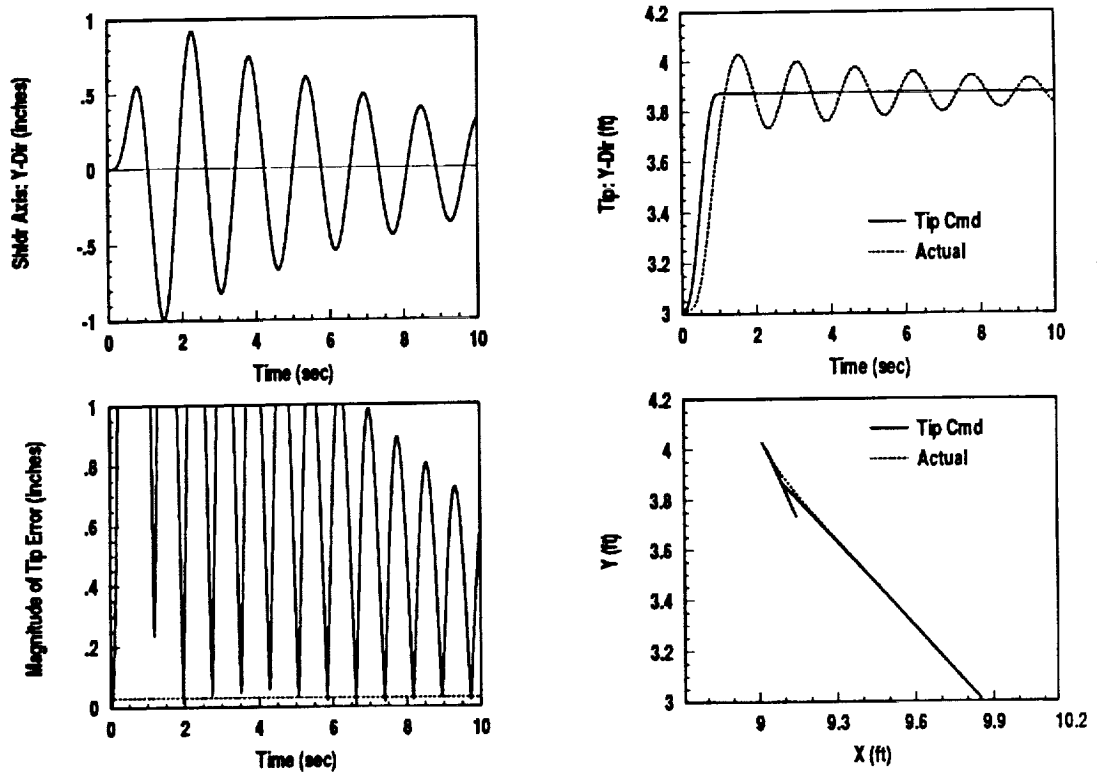 Shldr Axis: Y-Dir (Inches)
1
.5
0
-.5
-1
0 2 4 6 8 10
Time (sec)
Tip: Y-Dir (ft)
4.2
4
3.8
3.6
3.4
3.2
3
Tip Cmd
Actual
0 2 4 6 8 10
Time (sec)
Magnitude of Tip Error (Inches)
1
.8
.6
.4
.2
0
0 2 4 6 8 10
Time (sec)
Y (ft)
4.2
4
3.8
3.6
3.4
3.2
3
Tip Cmd
Actual
9 9.3 9.6 9.9 10.2
X (ft)